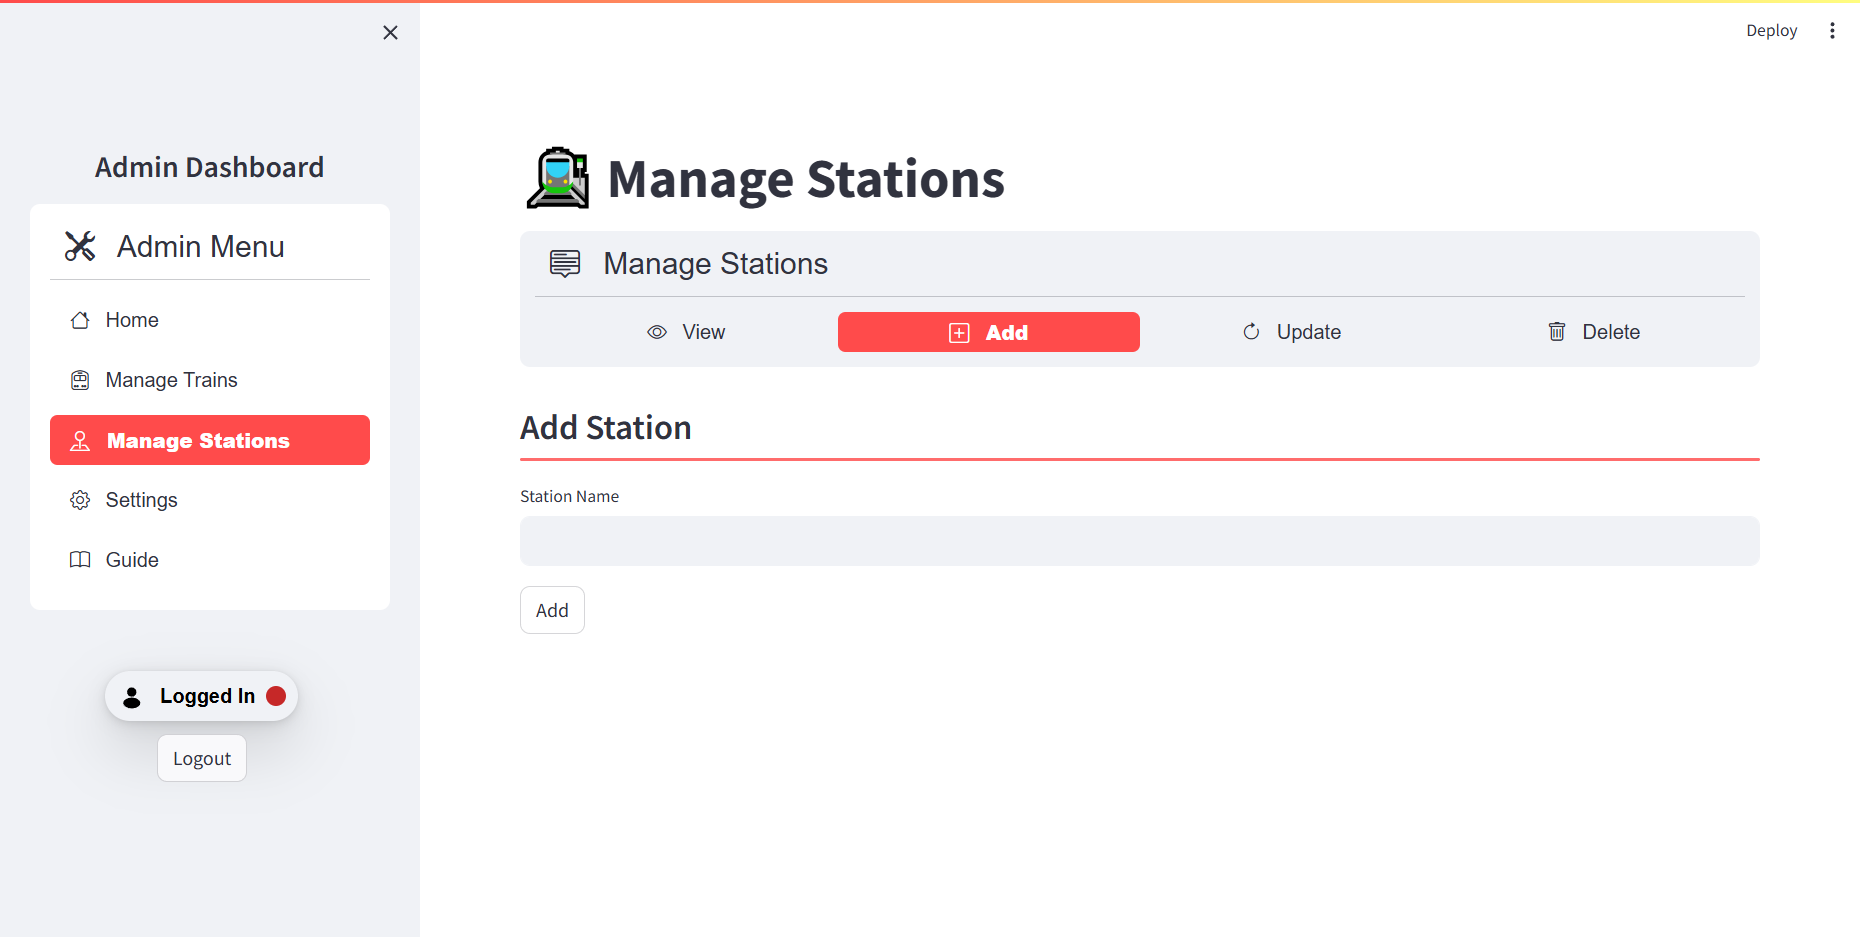 Deploy
Admin Dashboard
Admin Menu
Home
Manage Trains
Manage Stations
Settings
Guide
Logged In
Logout
Manage Stations
Manage Stations
View
Add
Update
Delete
Add Station
Station Name
Add